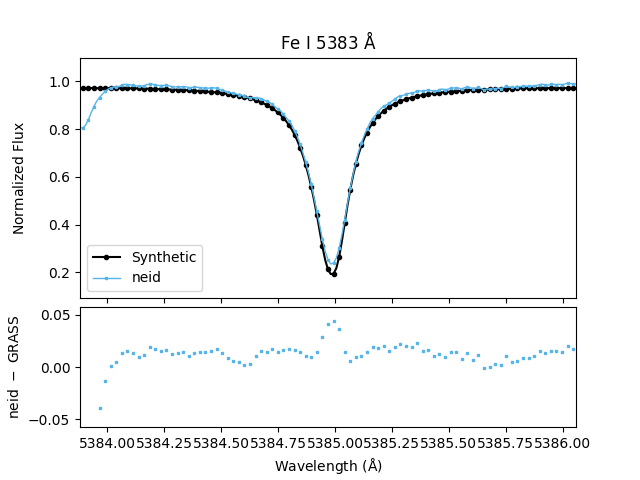 Fe I 5383 Å
Normalized Flux
1.0
0.8
0.6
0.4
0.2
Synthetic
neid
neid − GRASS
0.05
0.00
−0.05
5384.00 5384.25 5384.50 5384.75 5385.00 5385.25 5385.50 5385.75 5386.00
Wavelength (Å)